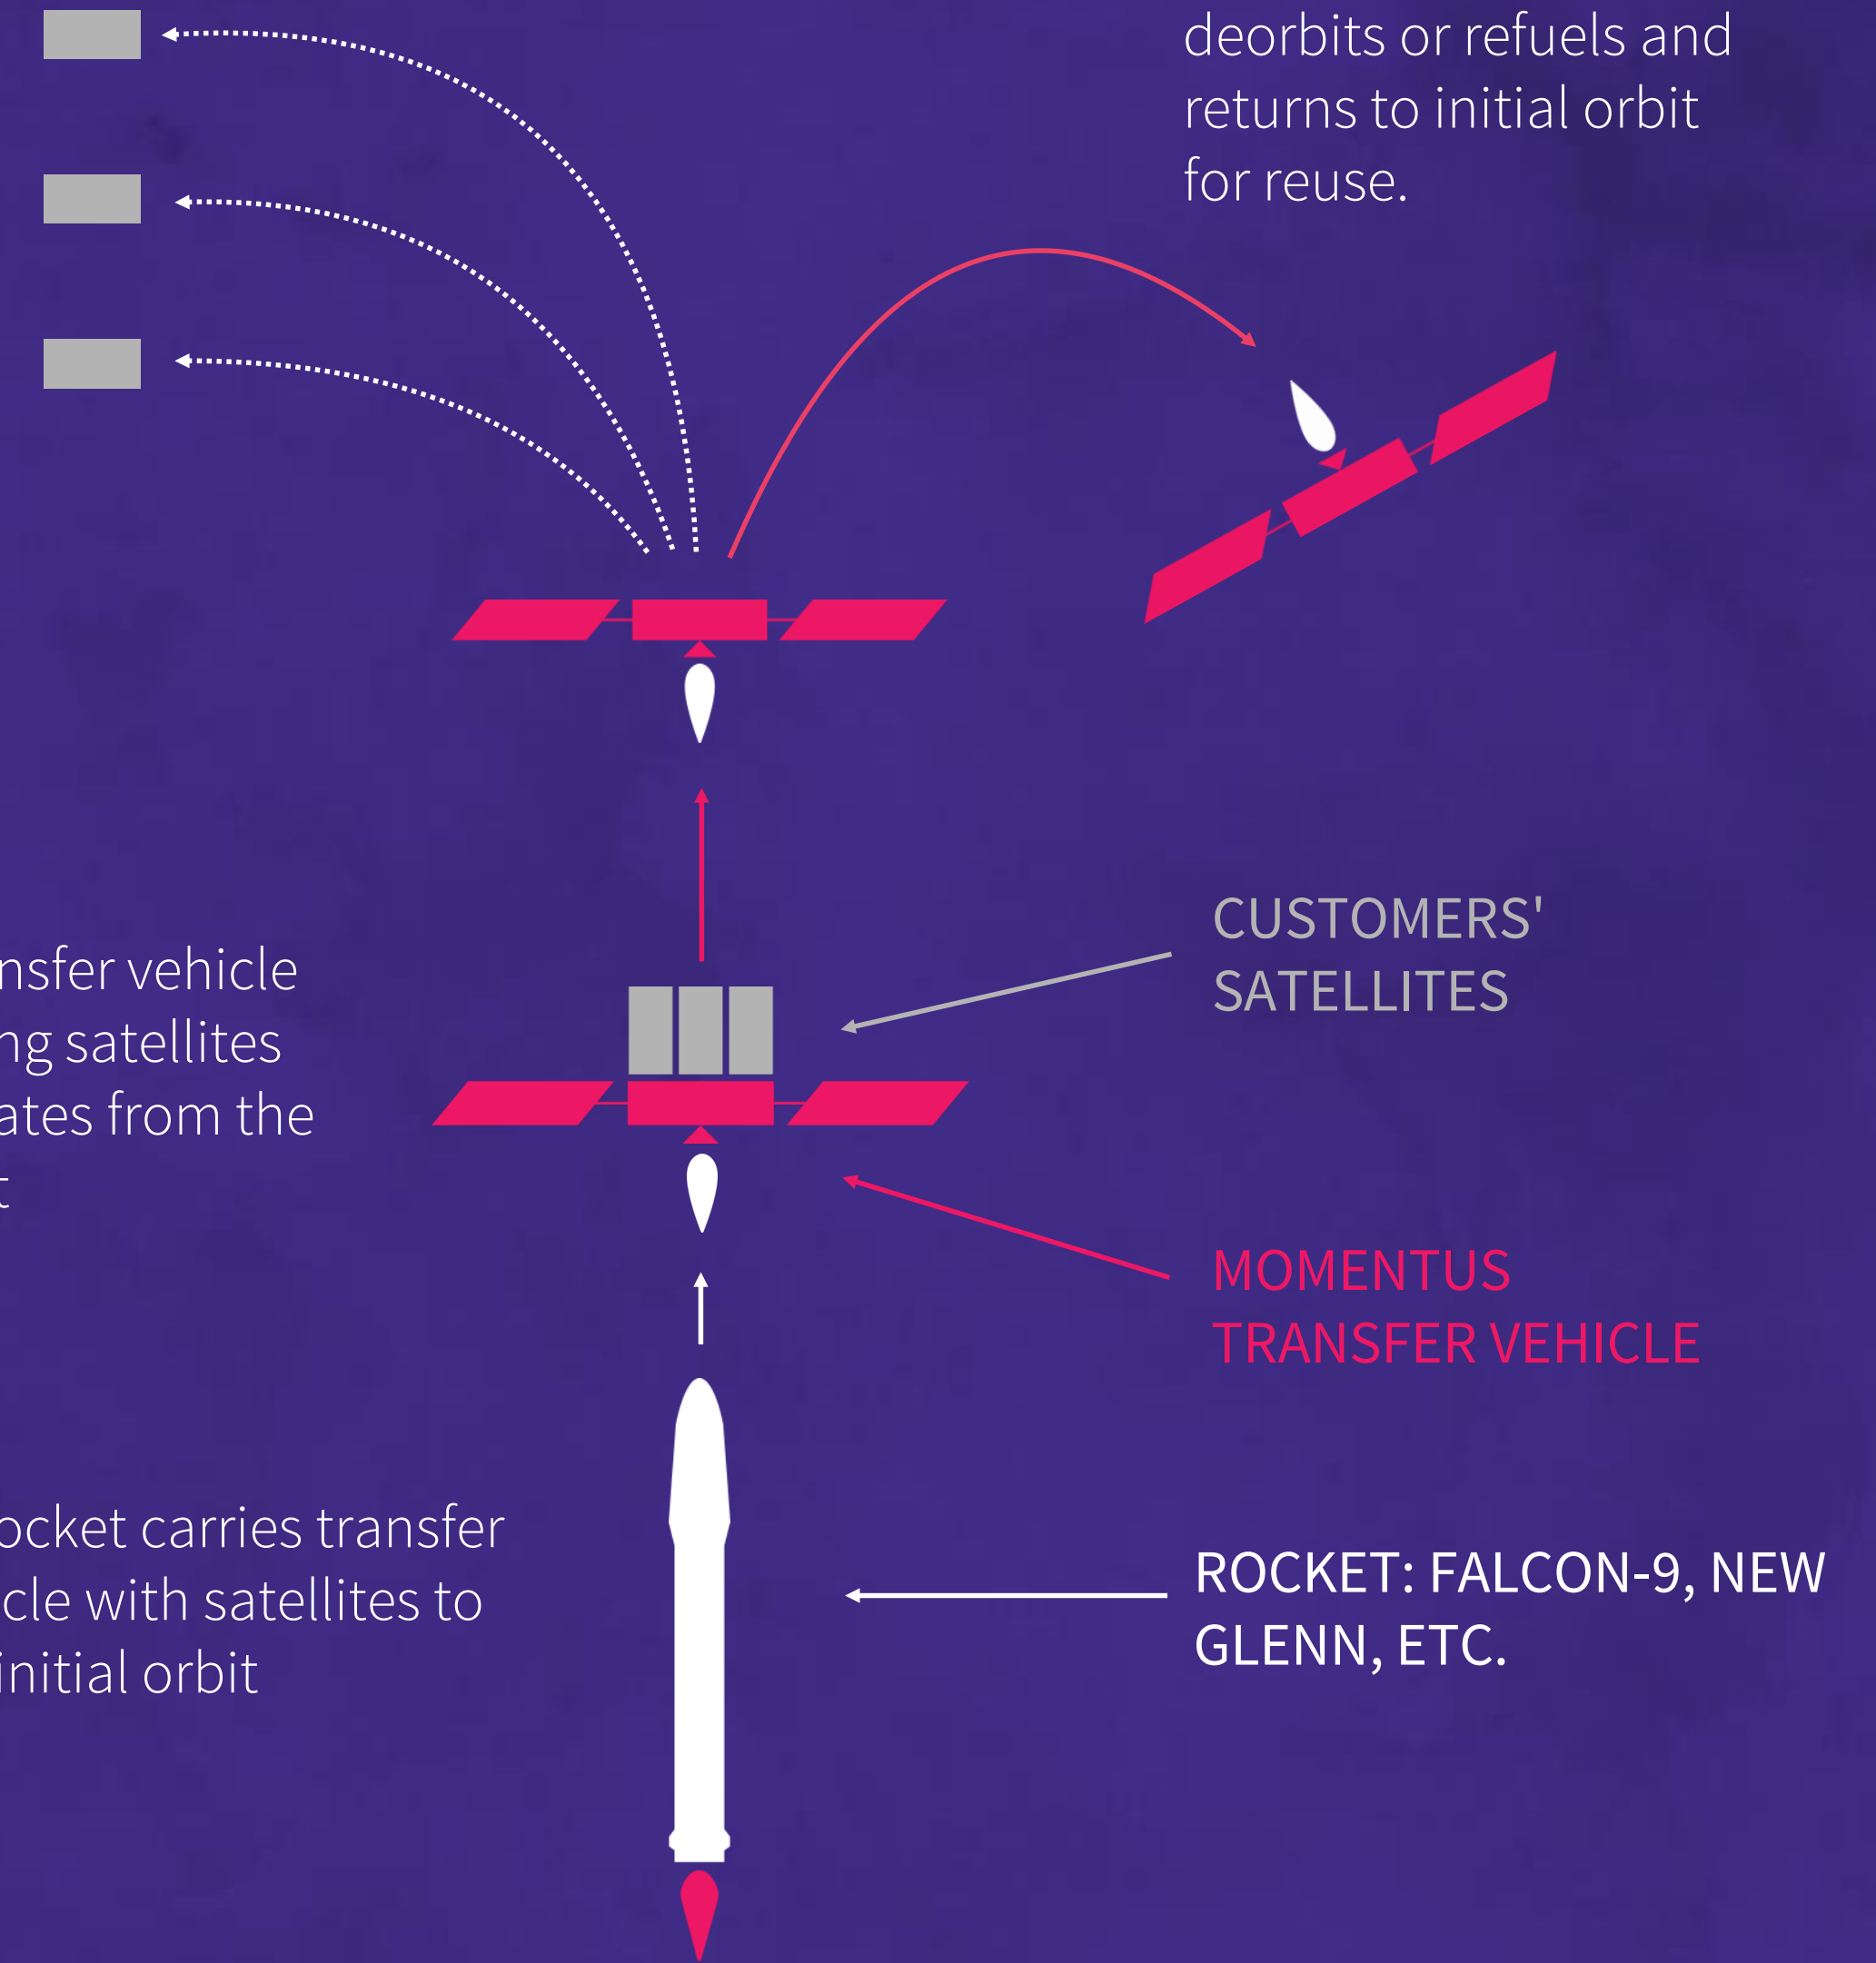 deorbits or refuels and
returns to initial orbit
for reuse.
CUSTOMERS'
SATELLITES
nsfer vehicle
ng satellites
ates from the
t
MOMENTUS
TRANSFER VEHICLE
ocket carries transfer
cle with satellites to
initial orbit
ROCKET: FALCON-9, NEW
GLENN, ETC.